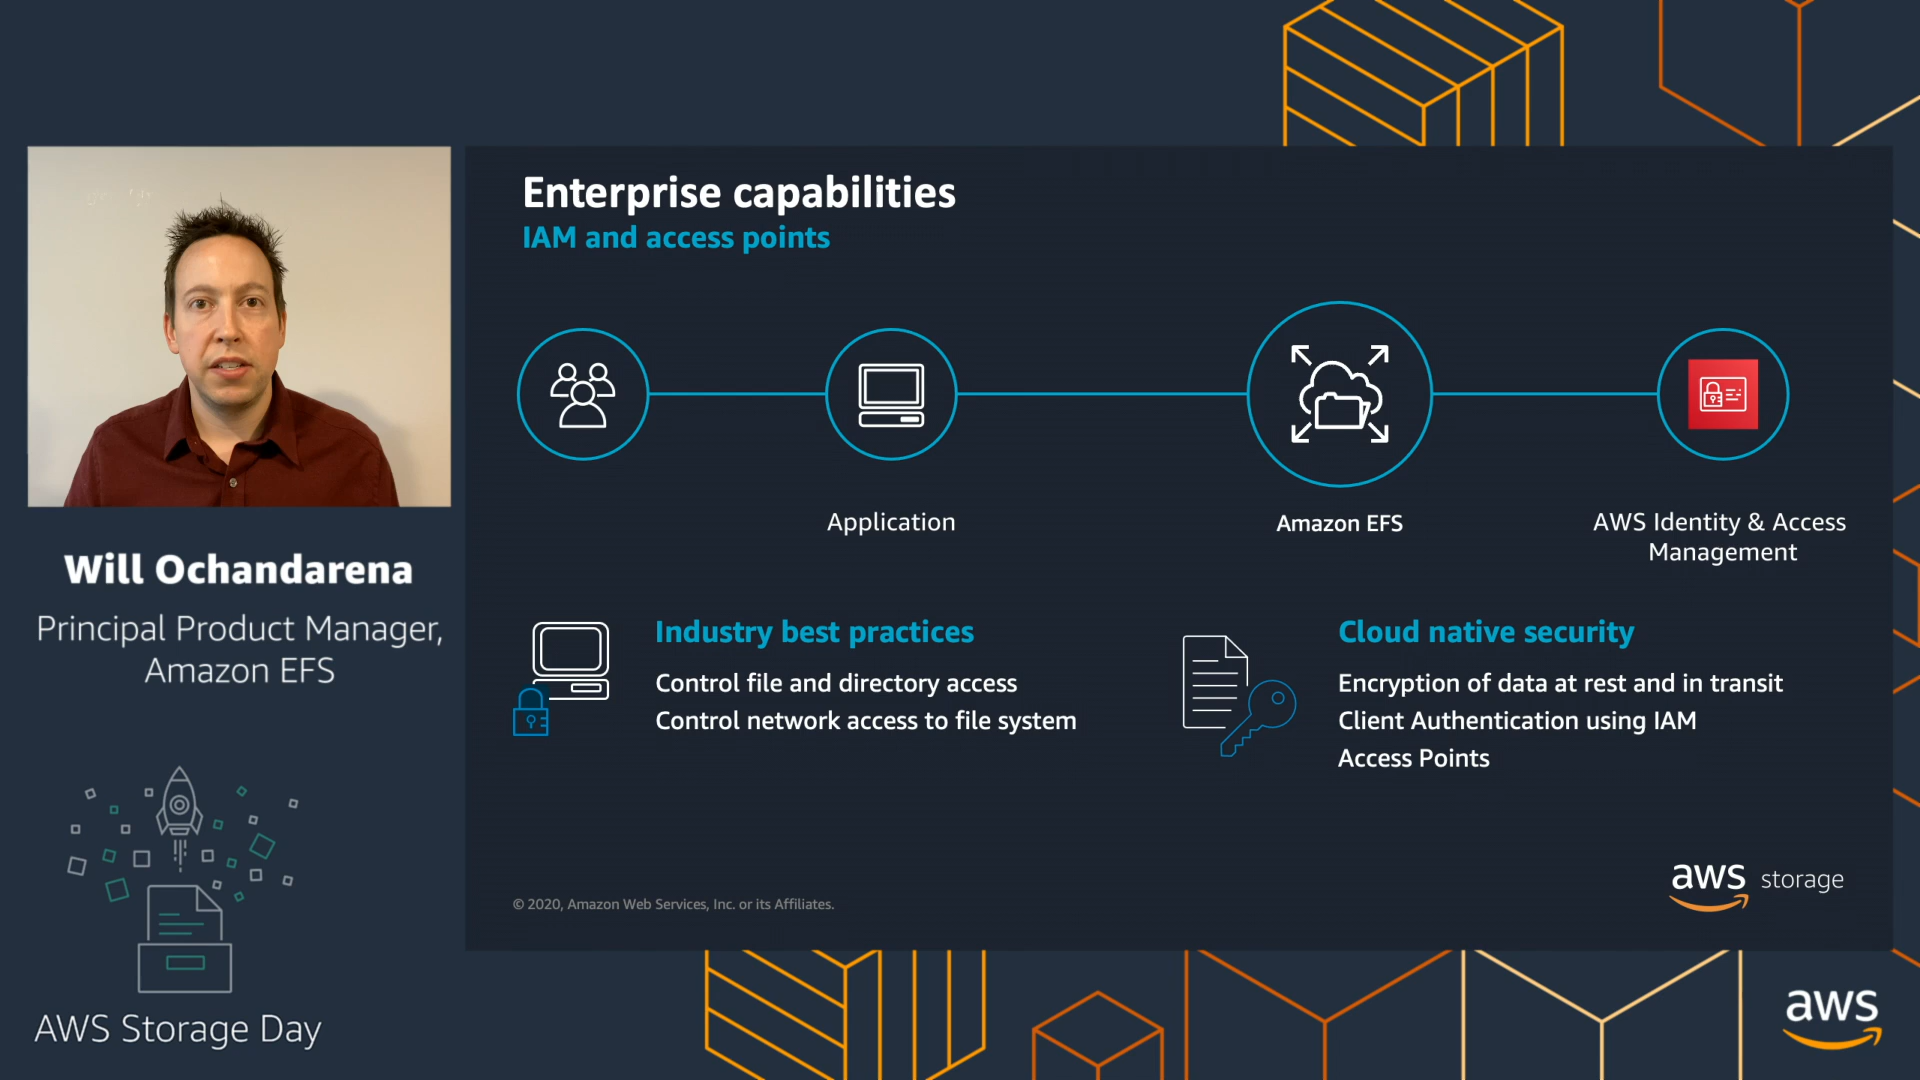 Enterprise capabilities
IAM and access points
Application
Amazon EFS
AWS Identity & Access
Management
Will Ochandarena
Principal Product Manager,
Amazon EFS
Industry best practices
Control file and directory access
Control network access to file system
Cloud native security
Encryption of data at rest and in transit
Client Authentication using IAM
Access Points
aws storage
© 2020, Amazon Web Services, Inc. or its Affiliates.
AWS Storage Day
aws